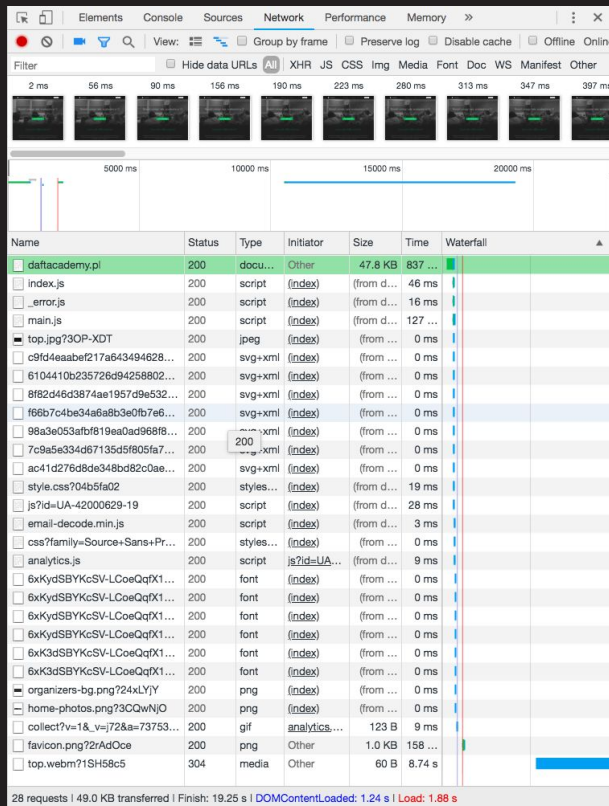 Elements Console Sources Network Performance Memory » ⋮ ×
View: Group by frame Preserve log Disable cache Offline Onlin
Filter Hide data URLs All XHR JS CSS Img Media Font Doc WS Manifest Other
2 ms 56 ms 90 ms 156 ms 190 ms 223 ms 280 ms 313 ms 347 ms 397 ms
5000 ms 10000 ms 15000 ms 20000 ms
Name Status Type Initiator Size Time Waterfall ▲
daftacademy.pl 200 docu... Other 47.8 KB 837 ...
index.js 200 script (index) (from d... 46 ms
_error.js 200 script (index) (from d... 16 ms
main.js 200 script (index) (from d... 127 ...
top.jpg?3OP-XDT 200 jpeg (index) (from ... 0 ms
c9fd4eaabef217a643494628... 200 svg+xml (index) (from ... 0 ms
6104410b235726d94258802... 200 svg+xml (index) (from ... 0 ms
8f82d46d3874ae1957d9e532... 200 svg+xml (index) (from ... 0 ms
f66b7c4be34a6a8b3e0fb7e6... 200 svg+xml (index) (from ... 0 ms
98a3e053afbf819ea0ad968f8... 200 (index) (from ... 0 ms
200
7c9a5e334d67135d5f805fa7... 200 (index) (from ... 0 ms
ac41d276d8de348bd82c0ae... 200 svg+xml (index) (from ... 0 ms
style.css?04b5fa02 200 styles... (index) (from d... 19 ms
js?id=UA-42000629-19 200 script (index) (from d... 28 ms
email-decode.min.js 200 script (index) (from d... 3 ms
css?family=Source+Sans+Pr... 200 styles... (index) (from ... 0 ms
analytics.js 200 script js?id=UA... (from d... 9 ms
6xKydSBYKcSV-LCoeQqfX1... 200 font (index) (from ... 0 ms
6xKydSBYKcSV-LCoeQqfX1... 200 font (index) (from ... 0 ms
6xKydSBYKcSV-LCoeQqfX1... 200 font (index) (from ... 0 ms
6xK3dSBYKcSV-LCoeQqfX1... 200 font (index) (from ... 0 ms
6xK3dSBYKcSV-LCoeQqfX1... 200 font (index) (from ... 0 ms
organizers-bg.png?24xLYjY 200 png (index) (from ... 0 ms
home-photos.png?3CQwNjO 200 png (index) (from ... 0 ms
collect?v=1&_v=j72&a=73753... 200 gif analytics.... 123 B 9 ms
favicon.png?2rAdOce 200 png Other 1.0 KB 158 ...
top.webm?1SH58c5 304 media Other 60 B 8.74 s
28 requests | 49.0 KB transferred | Finish: 19.25 s | DOMContentLoaded: 1.24 s | Load: 1.88 s